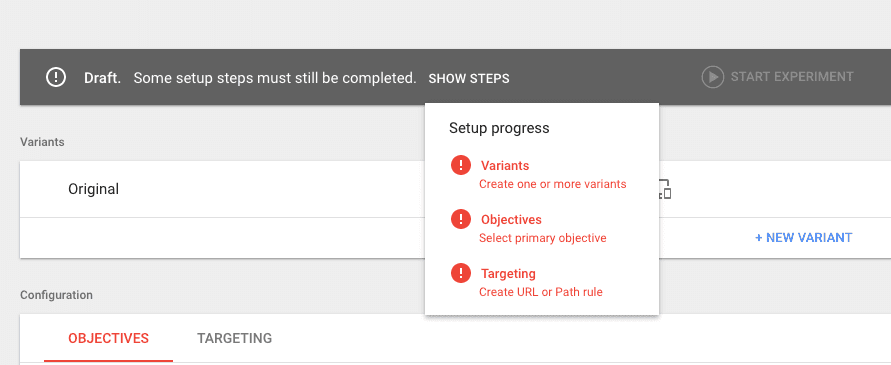 Draft. Some setup steps must still be completed. SHOW STEPS START EXPERIMENT
Setup progress
Variants
Variants
Create one or more variants
Original
Objectives
Select primary objective
+ NEW VARIANT
Targeting
Create URL or Path rule
Configuration
OBJECTIVES TARGETING